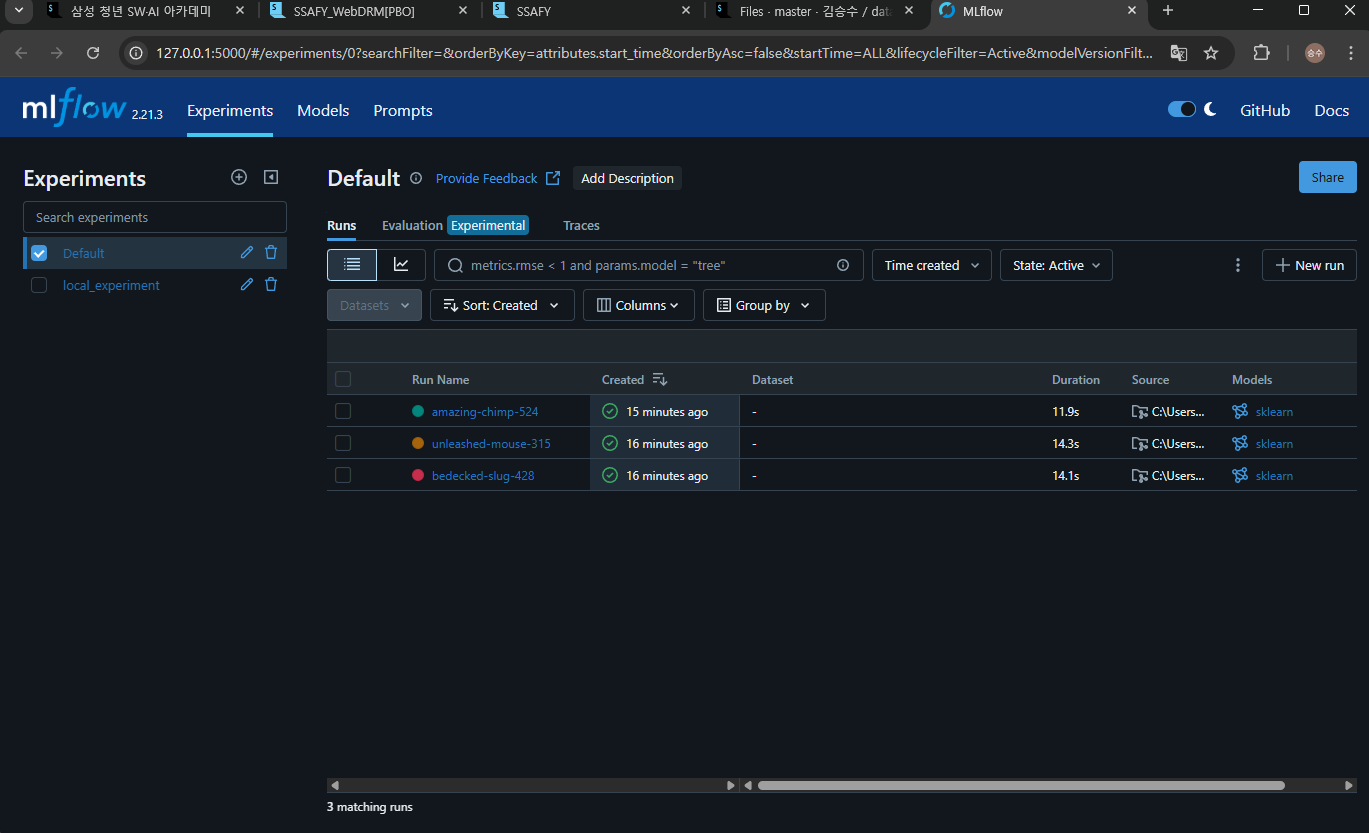 삼성 청년 SW·AI 아카데미
SSAFY_WebDRM[PBO]
SSAFY
Files · master · 김승수 / data
MLflow
127.0.0.1:5000/#/experiments/0?searchFilter=&orderByKey=attributes.start_time&orderByAsc=false&startTime=ALL&lifecycleFilter=Active&modelVersionFilt...
승수
mlflow 2.21.3
Experiments
Models
Prompts
GitHub
Docs
Experiments
Search experiments
Default
local_experiment
Default
Provide Feedback
Add Description
Share
Runs
Evaluation Experimental
Traces
metrics.rmse < 1 and params.model = "tree"
Time created
State: Active
New run
Datasets
Sort: Created
Columns
Group by
Run Name Created Dataset Duration Source Models
amazing-chimp-524 15 minutes ago - 11.9s C:\Users... sklearn
unleashed-mouse-315 16 minutes ago - 14.3s C:\Users... sklearn
bedecked-slug-428 16 minutes ago - 14.1s C:\Users... sklearn
3 matching runs